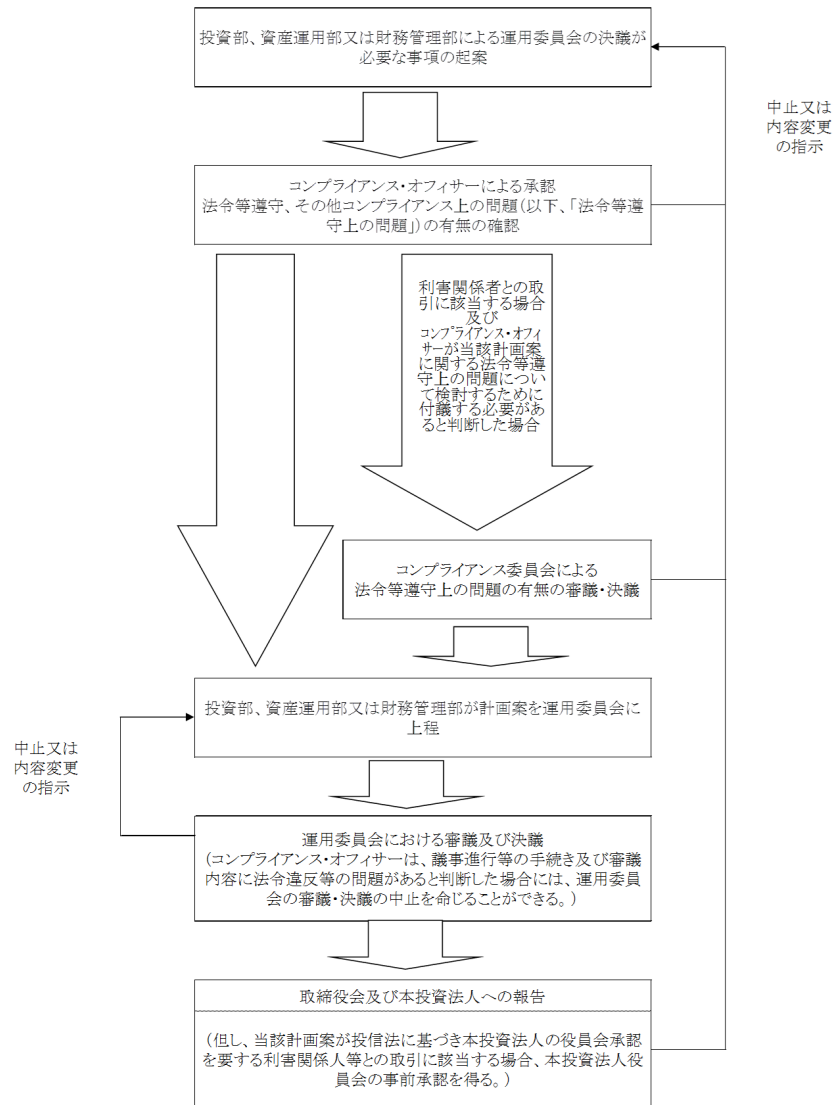 投資部、資産運用部又は財務管理部による運用委員会の決議が
必要な事項の起案
中止又は
内容変更
の指示
コンプライアンス・オフィサーによる承認
法令等遵守、その他コンプライアンス上の問題(以下、「法令等遵
守上の問題」)の有無の確認
利害関係者との取
引に該当する場合
及び
コンプライアンス・オフィ
サーが当該計画案
に関する法令等遵
守上の問題につい
て検討するために
付議する必要があ
ると判断した場合
コンプライアンス委員会による
法令等遵守上の問題の有無の審議・決議
投資部、資産運用部又は財務管理部が計画案を運用委員会に
上程
中止又は
内容変更
の指示
運用委員会における審議及び決議
(コンプライアンス・オフィサーは、議事進行等の手続き及び審議
内容に法令違反等の問題があると判断した場合には、運用委員
会の審議・決議の中止を命じることができる。)
取締役会及び本投資法人への報告
(但し、当該計画案が投信法に基づき本投資法人の役員会承認
を要する利害関係人等との取引に該当する場合、本投資法人役
員会の事前承認を得る。)